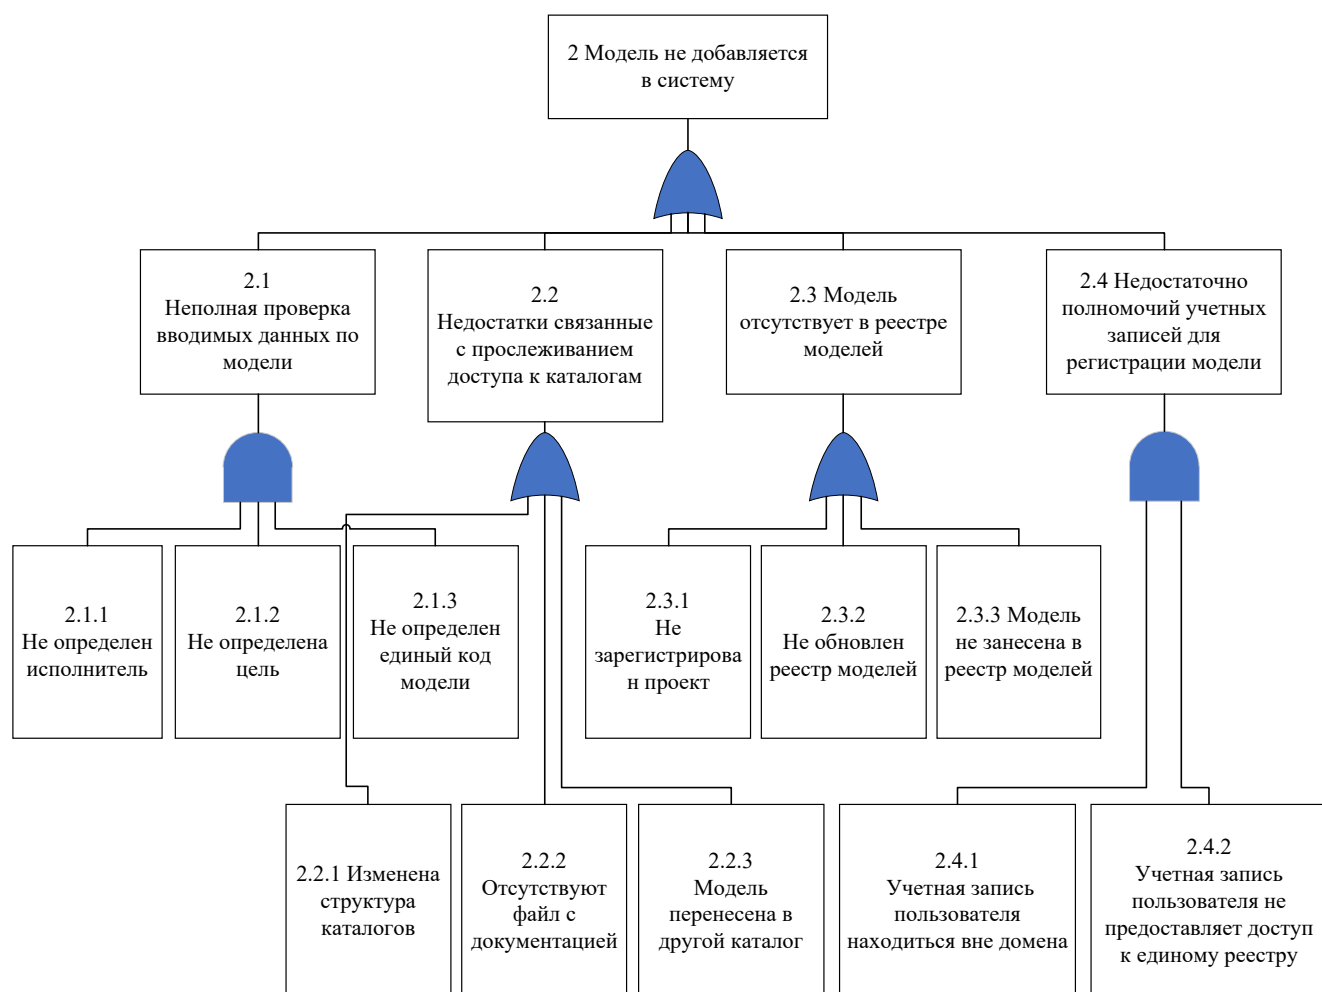 2 Модель не добавляется
в систему
2.1
Неполная проверка
вводимых данных по
модели
2.2
Недостатки связанные
с прослеживанием
доступа к каталогам
2.3 Модель
отсутствует в реестре
моделей
2.4 Недостаточно
полномочий учетных
записей для
регистрации модели
2.1.1
Не определен
исполнитель
2.1.2
Не определена
цель
2.1.3
Не определен
единый код
модели
2.3.1
Не
зарегистрирова
н проект
2.3.2
Не обновлен
реестр моделей
2.3.3 Модель
не занесена в
реестр моделей
2.2.1 Изменена
структура
каталогов
2.2.2
Отсутствуют
файл с
документацией
2.2.3
Модель
перенесена в
другой каталог
2.4.1
Учетная запись
пользователя
находиться вне домена
2.4.2
Учетная запись
пользователя не
предоставляет доступ
к единому реестру